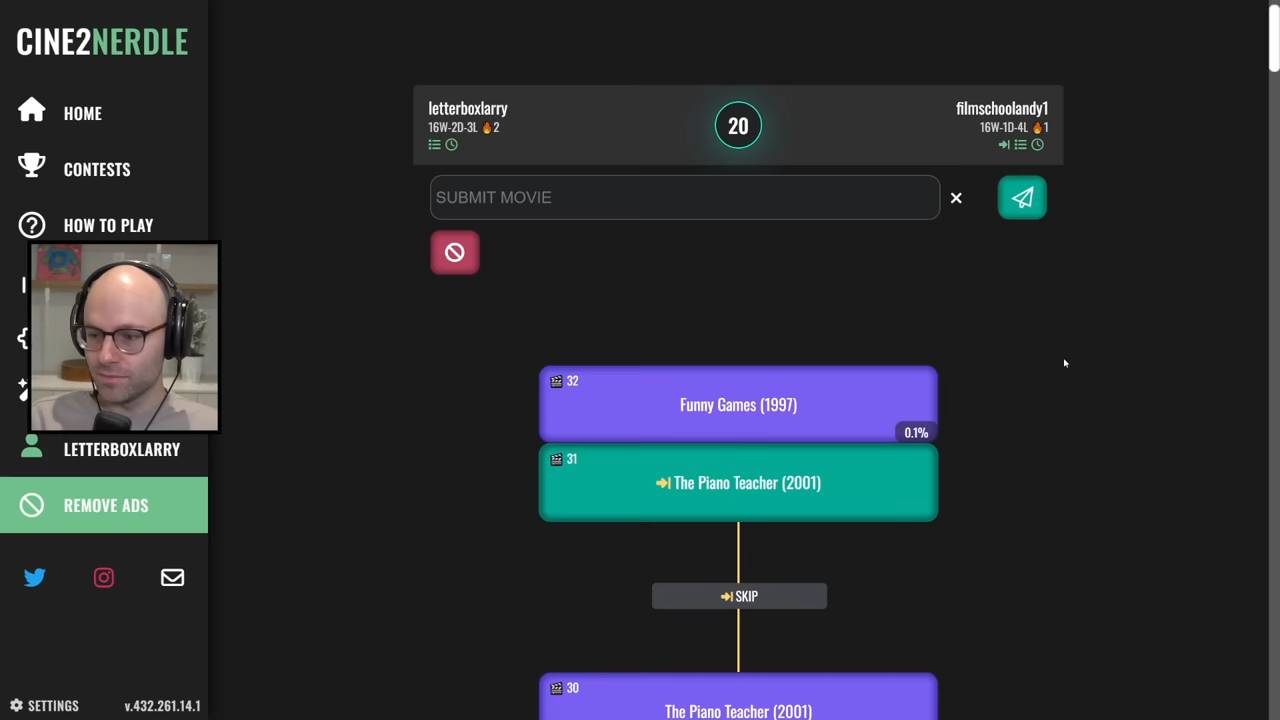 CINE2NERDLE
HOME
CONTESTS
HOW TO PLAY
LETTERBOXLARRY
REMOVE ADS
SETTINGS
v.432.261.14.1
letterboxlarry
16W-2D-3L 🔥2
20
filmschoolandy1
16W-1D-4L 🔥1
SUBMIT MOVIE
32
Funny Games (1997)
0.1%
31
The Piano Teacher (2001)
SKIP
30
The Piano Teacher (2001)